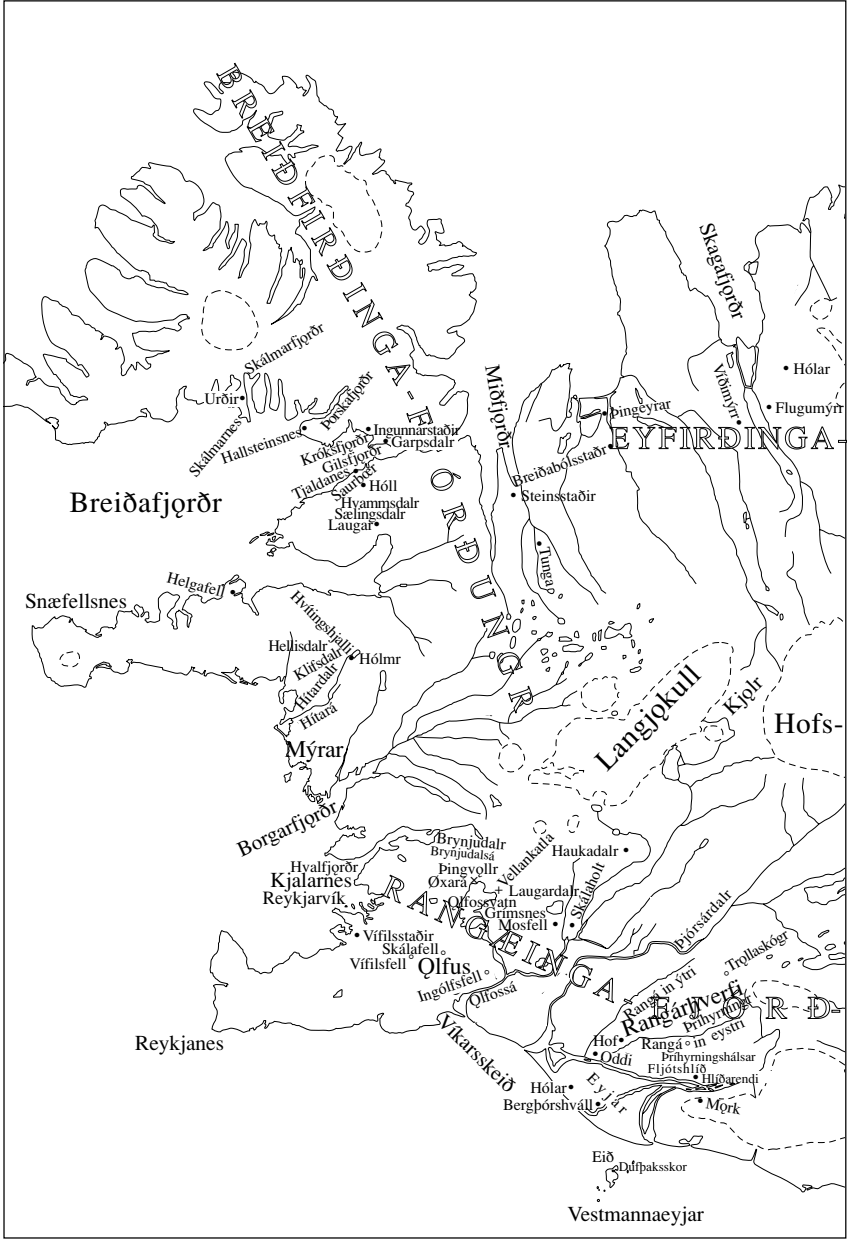 BREIÐFIRÐINGA-FJÓRÐUNGR
Skagafjǫrðr
Skálmarfjǫrðr
Miðfjǫrðr
Víðimýrr
Hólar
Urðir
Þorskafjǫrðr
Flugumýrr
Þingeyrar
Skálmarnes
Hallsteinsnes
Ingunnarstaðir
EYFIRÐINGA-
Króksfjǫrðr
Garpsdalr
Gilsfjǫrðr
Breiðabólsstaðr
Tjaldanes
Saurbœr
Hóll
Steinsstaðir
Breiðafjǫrðr
Hvammsdalr
Sælingsdalr
Laugar
Tunga
Helgafell
Snæfellsnes
Hvítingshjalli
Hellisdalr
Klifsdalr
Hólmr
Hítardalr
Hítará
Langjǫkull
Kjǫlr
Hofs-
Mýrar
Borgarfjǫrðr
Brynjudalr
Brynjudalsá
Vellankatla
Haukadalr
Hvalfjǫrðr
Þingvǫllr
Kjalarnes
Øxará
Laugardalr
Reykjarvík
RANGÆINGA-
Ǫlfossvatn
Skálaholt
Grímsnes
Mosfell
Þjórsárdalr
Vífilsstaðir
Skálafell
Vífilsfell
Ǫlfus
Ingólfsfell
Ǫlfossá
Trollaskógr
Rangá in ýtri
Rangárhverfi
FJÓRÐ-
Reykjanes
Þríhyrningr
Víkarsskeið
Hof
Rangá in eystri
Oddi
Þríhyrningshálsar
Fljótshlíð
Hlíðarendi
Hólar
Eyjar
Bergþórshváll
Mǫrk
Eið
Dufþaksskor
Vestmannaeyjar